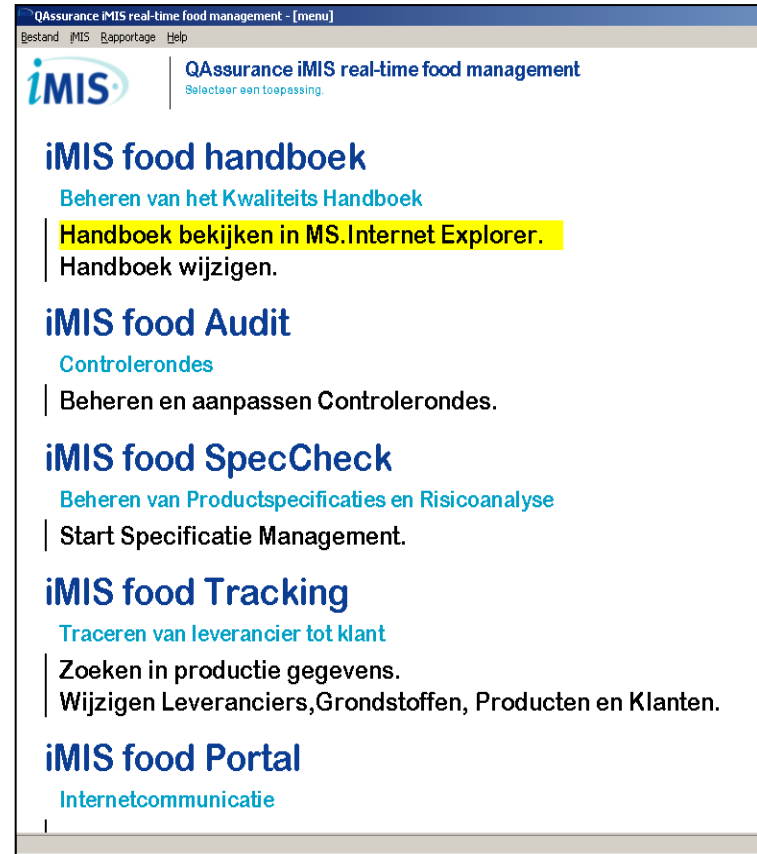 QAssurance iMIS real-time food management - [menu]
Bestand iMIS Rapportage Help
iMIS
QAssurance iMIS real-time food management
Selecteer een toepassing.
iMIS food handboek
Beheren van het Kwaliteits Handboek
Handboek bekijken in MS.Internet Explorer.
Handboek wijzigen.
iMIS food Audit
Controlerondes
Beheren en aanpassen Controlerondes.
iMIS food SpecCheck
Beheren van Productspecificaties en Risicoanalyse
Start Specificatie Management.
iMIS food Tracking
Traceren van leverancier tot klant
Zoeken in productie gegevens.
Wijzigen Leveranciers,Grondstoffen, Producten en Klanten.
iMIS food Portal
Internetcommunicatie